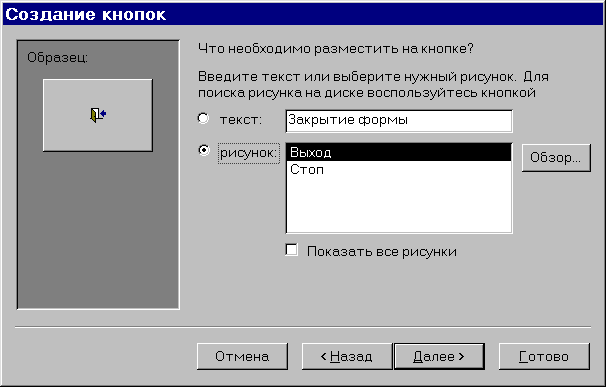 Создание кнопок
Образец:
Что необходимо разместить на кнопке?
Введите текст или выберите нужный рисунок. Для
поиска рисунка на диске воспользуйтесь кнопкой
текст:
Закрытие формы
рисунок:
Выход
Стоп
Обзор...
Показать все рисунки
Отмена
< Назад
Далее >
Готово